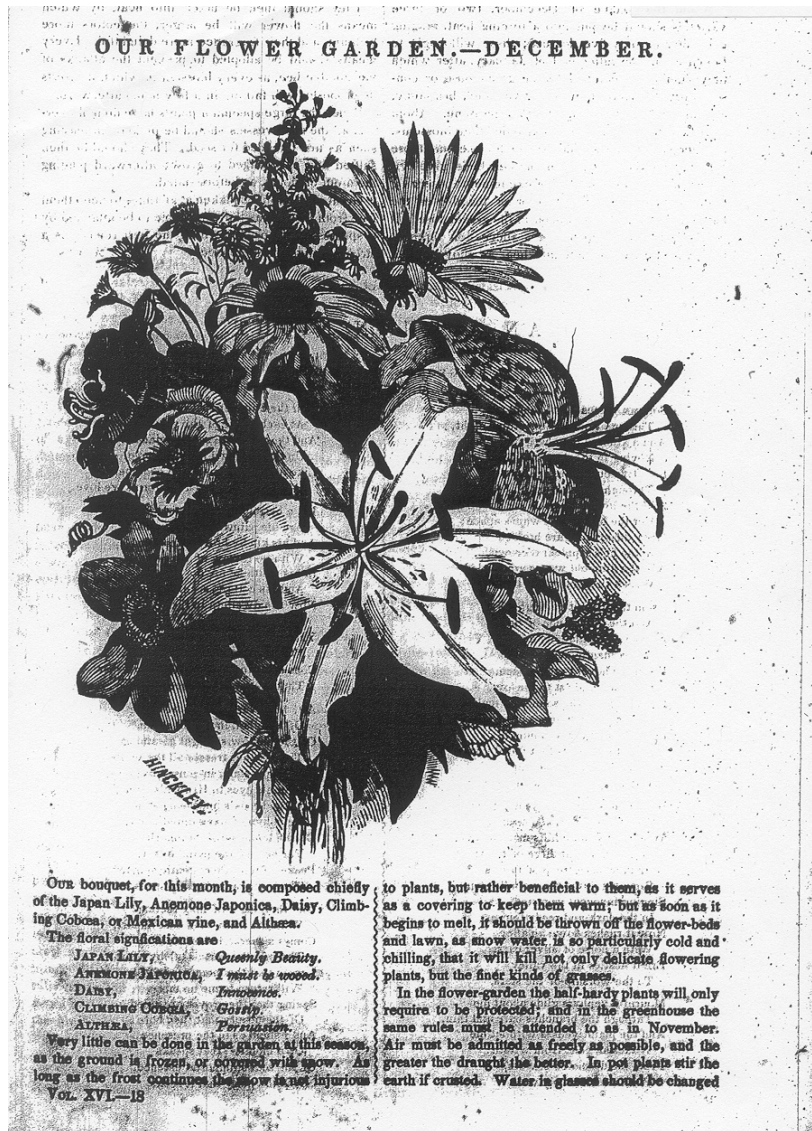 OUR FLOWER GARDEN.—DECEMBER.
HINCKLEY.
OUR bouquet, for this month, is composed chiefly
of the Japan Lily, Anemone Japonica, Daisy, Climb-
ing Cobœa, or Mexican vine, and Althæa.
The floral signfications are
JAPAN LILY, Queenly Beauty.
ANEMONE JAPONICA, I must be wooed.
DAISY, Innocence.
CLIMBING COBŒA, Gossip.
ALTHÆA, Persuasion.
Very little can be done in the garden at this season,
as the ground is frozen, or covered with snow. As
long as the frost continues the snow is not injurious
VOL. XVI.—18
to plants, but rather beneficial to them, as it serves
as a covering to keep them warm; but as soon as it
begins to melt, it should be thrown off the flower-beds
and lawn, as snow water is so particularly cold and
chilling, that it will kill not only delicate flowering
plants, but the finer kinds of grasses.
In the flower-garden the half-hardy plants will only
require to be protected; and in the greenhouse the
same rules must be attended to as in November.
Air must be admitted as freely as possible, and the
greater the draught the better. In pot plants stir the
earth if crusted. Water in glasses should be changed